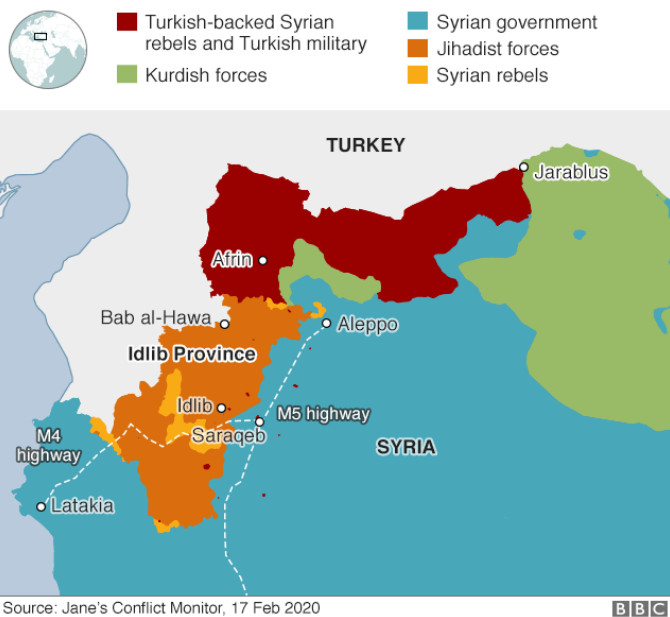 Turkish-backed Syrian
rebels and Turkish military
Kurdish forces
Syrian government
Jihadist forces
Syrian rebels
TURKEY
Jarablus
Afrin
Bab al-Hawa
Aleppo
Idlib Province
Idlib
M5 highway
Saraqeb
M4
highway
SYRIA
Latakia
Source: Jane's Conflict Monitor, 17 Feb 2020
BBC